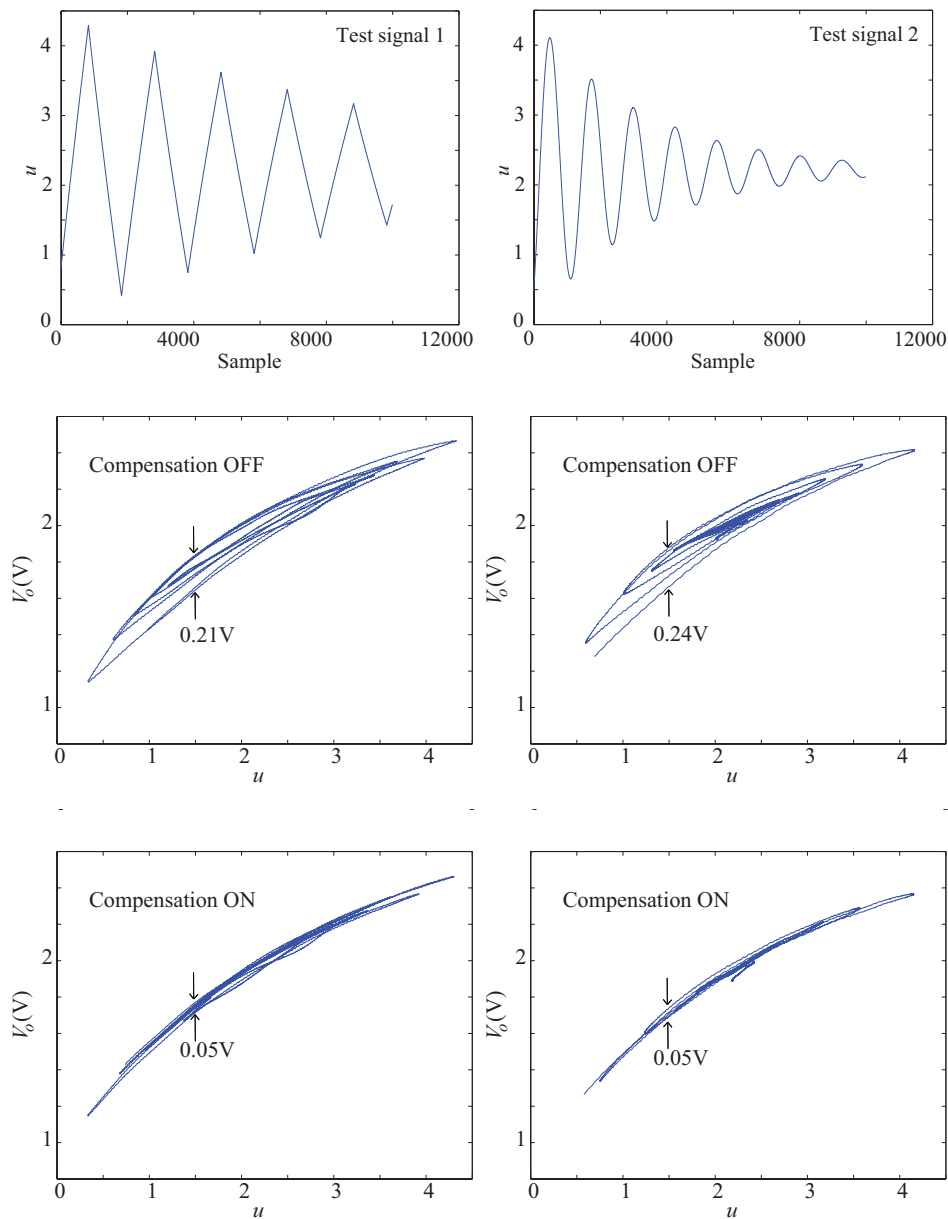 Test signal 1
4
3
2
1
0
u
0
4000
8000
12000
Sample
Test signal 2
4
3
2
1
0
u
0
4000
8000
12000
Sample
Compensation OFF
2
1
Vo(V)
0.21V
0 1 2 3 4
u
Compensation OFF
2
1
Vo(V)
0.24V
0 1 2 3 4
u
Compensation ON
2
1
Vo(V)
0.05V
0 1 2 3 4
u
Compensation ON
2
1
Vo(V)
0.05V
0 1 2 3 4
u